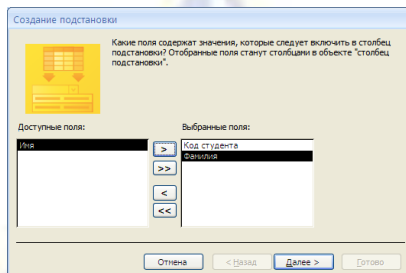 Создание подстановки
Какие поля содержат значения, которые следует включить в столбец
подстановки? Отобранные поля станут столбцами в объекте "столбец
подстановки".
Доступные поля:
Выбранные поля:
Имя
Код студента
Фамилия
>
>>
<
<<
Отмена
< Назад
Далее >
Готово